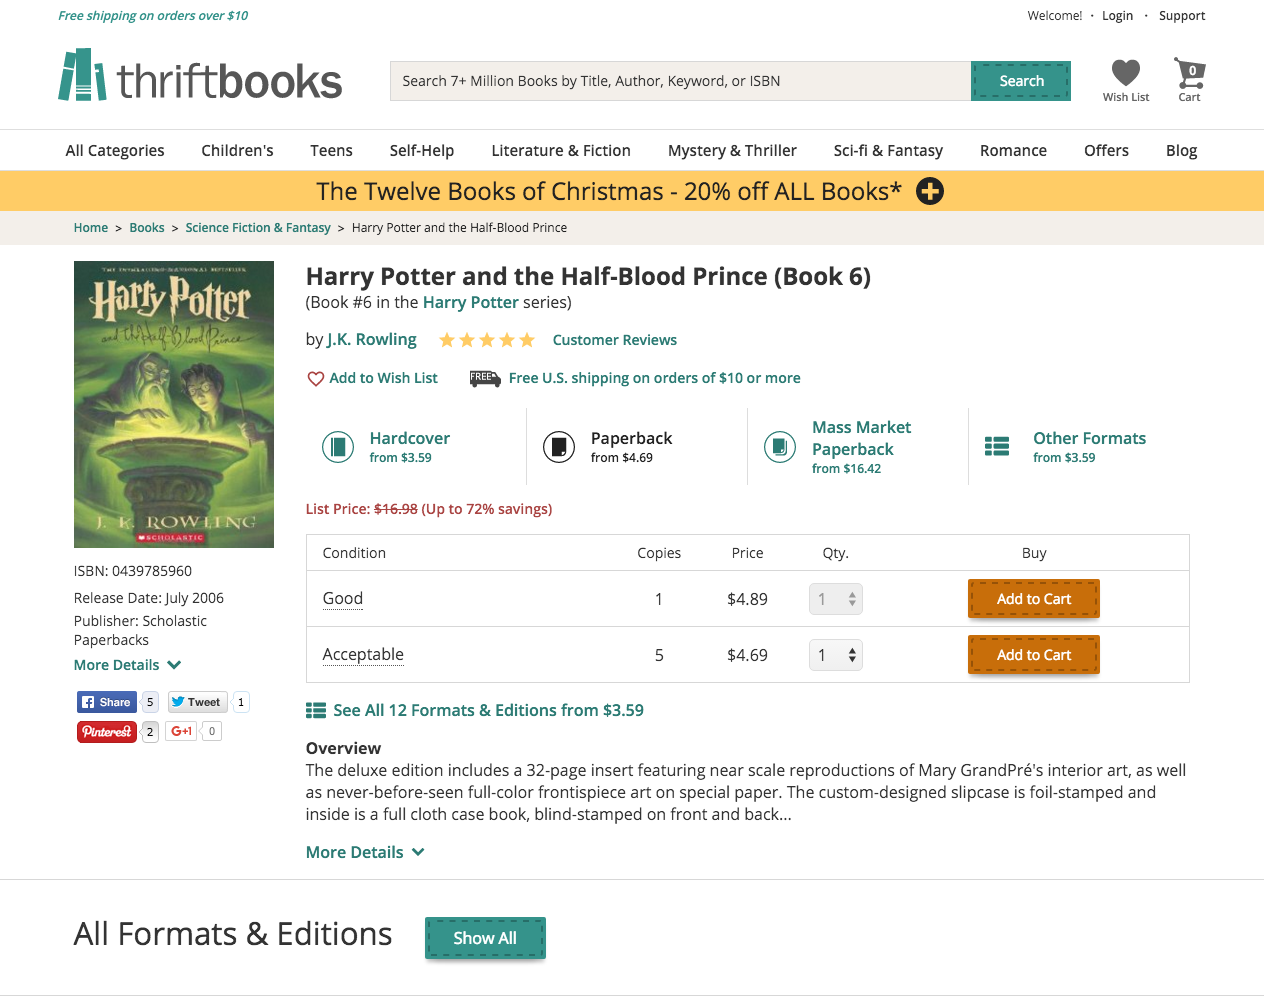 Free shipping on orders over $10
Welcome! · Login · Support
thriftbooks
Search 7+ Million Books by Title, Author, Keyword, or ISBN
Search
Wish List
0
Cart
All Categories Children's Teens Self-Help Literature & Fiction Mystery & Thriller Sci-fi & Fantasy Romance Offers Blog
The Twelve Books of Christmas - 20% off ALL Books*
Home > Books > Science Fiction & Fantasy > Harry Potter and the Half-Blood Prince
THE INTERNATIONAL BESTSELLER
Harry Potter
and the Half-Blood Prince
J. K. ROWLING
SCHOLASTIC
ISBN: 0439785960
Release Date: July 2006
Publisher: Scholastic
Paperbacks
More Details
Share 5 Tweet 1
Pinterest 2 G+1 0
Harry Potter and the Half-Blood Prince (Book 6)
(Book #6 in the Harry Potter series)
by J.K. Rowling Customer Reviews
Add to Wish List FREE Free U.S. shipping on orders of $10 or more
Hardcover
from $3.59
Paperback
from $4.69
Mass Market
Paperback
from $16.42
Other Formats
from $3.59
List Price: $16.98 (Up to 72% savings)
Condition Copies Price Qty. Buy
Good 1 $4.89 1 Add to Cart
Acceptable 5 $4.69 1 Add to Cart
See All 12 Formats & Editions from $3.59
Overview
The deluxe edition includes a 32-page insert featuring near scale reproductions of Mary GrandPré's interior art, as well
as never-before-seen full-color frontispiece art on special paper. The custom-designed slipcase is foil-stamped and
inside is a full cloth case book, blind-stamped on front and back...
More Details
All Formats & Editions
Show All